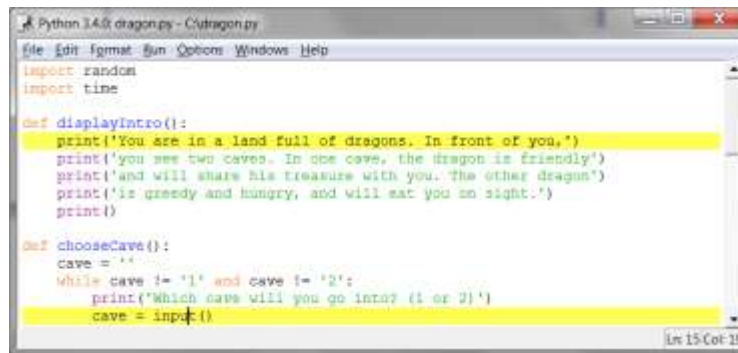 Python 3.4.0: dragon.py - C:\dragon.py
File Edit Format Run Options Windows Help
import random
import time
def displayIntro():
print('You are in a land full of dragons. In front of you,')
print('you see two caves. In one cave, the dragon is friendly')
print('and will share his treasure with you. The other dragon')
print('is greedy and hungry, and will eat you on sight.')
print()
def chooseCave():
cave = ''
while cave != '1' and cave != '2':
print('Which cave will you go into? (1 or 2)')
cave = input()
Ln: 15 Col: 19